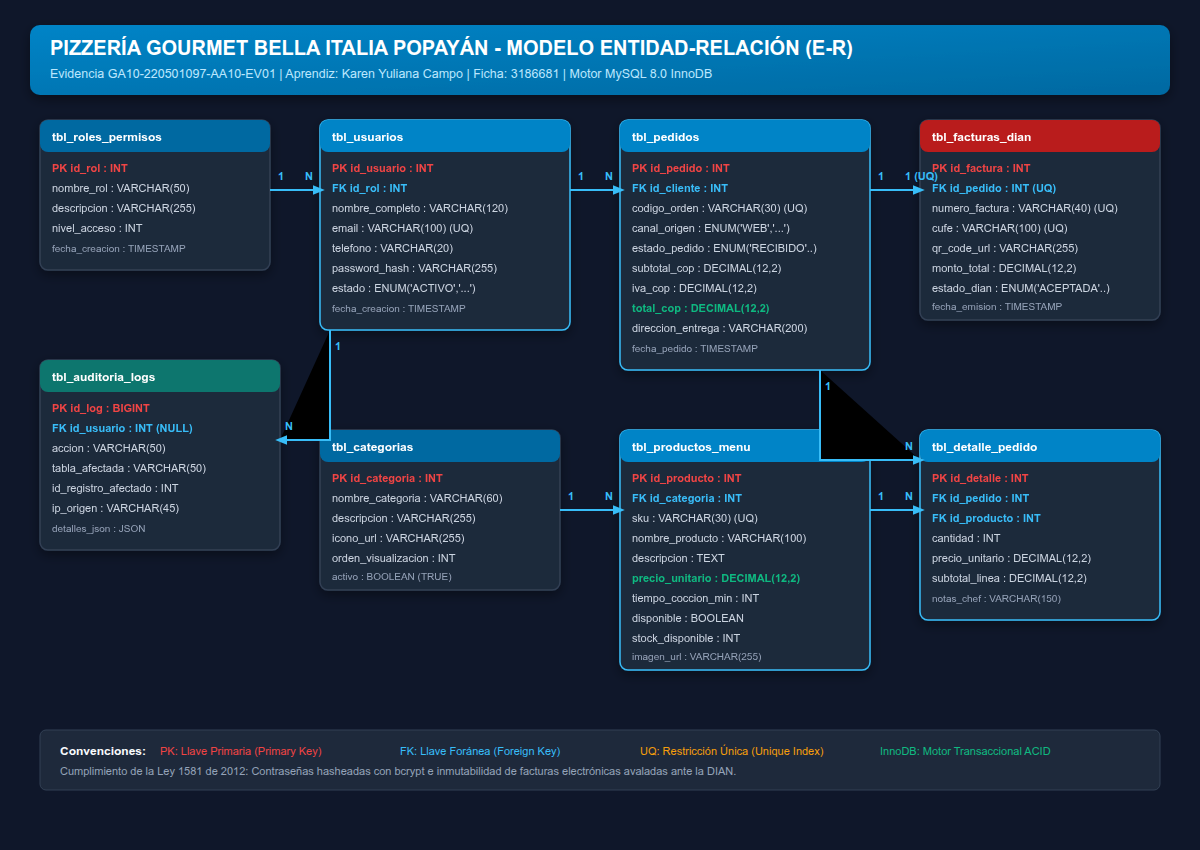 PIZZERÍA GOURMET BELLA ITALIA POPAYÁN - MODELO ENTIDAD-RELACIÓN (E-R)
Evidencia GA10-220501097-AA10-EV01 | Aprendiz: Karen Yuliana Campo | Ficha: 3186681 | Motor MySQL 8.0 InnoDB
tbl_roles_permisos
PK id_rol : INT
nombre_rol : VARCHAR(50)
descripcion : VARCHAR(255)
nivel_acceso : INT
fecha_creacion : TIMESTAMP
1 N
tbl_usuarios
PK id_usuario : INT
FK id_rol : INT
nombre_completo : VARCHAR(120)
email : VARCHAR(100) (UQ)
telefono : VARCHAR(20)
password_hash : VARCHAR(255)
estado : ENUM('ACTIVO','...')
fecha_creacion : TIMESTAMP
1 N
tbl_pedidos
PK id_pedido : INT
FK id_cliente : INT
codigo_orden : VARCHAR(30) (UQ)
canal_origen : ENUM('WEB','...')
estado_pedido : ENUM('RECIBIDO'..)
subtotal_cop : DECIMAL(12,2)
iva_cop : DECIMAL(12,2)
total_cop : DECIMAL(12,2)
direccion_entrega : VARCHAR(200)
fecha_pedido : TIMESTAMP
1 1 (UQ)
tbl_facturas_dian
PK id_factura : INT
FK id_pedido : INT (UQ)
numero_factura : VARCHAR(40) (UQ)
cufe : VARCHAR(100) (UQ)
qr_code_url : VARCHAR(255)
monto_total : DECIMAL(12,2)
estado_dian : ENUM('ACEPTADA'..)
fecha_emision : TIMESTAMP
1
N
tbl_auditoria_logs
PK id_log : BIGINT
FK id_usuario : INT (NULL)
accion : VARCHAR(50)
tabla_afectada : VARCHAR(50)
id_registro_afectado : INT
ip_origen : VARCHAR(45)
detalles_json : JSON
tbl_categorias
PK id_categoria : INT
nombre_categoria : VARCHAR(60)
descripcion : VARCHAR(255)
icono_url : VARCHAR(255)
orden_visualizacion : INT
activo : BOOLEAN (TRUE)
1 N
tbl_productos_menu
PK id_producto : INT
FK id_categoria : INT
sku : VARCHAR(30) (UQ)
nombre_producto : VARCHAR(100)
descripcion : TEXT
precio_unitario : DECIMAL(12,2)
tiempo_coccion_min : INT
disponible : BOOLEAN
stock_disponible : INT
imagen_url : VARCHAR(255)
1
N
1 N
tbl_detalle_pedido
PK id_detalle : INT
FK id_pedido : INT
FK id_producto : INT
cantidad : INT
precio_unitario : DECIMAL(12,2)
subtotal_linea : DECIMAL(12,2)
notas_chef : VARCHAR(150)
Convenciones: PK: Llave Primaria (Primary Key) FK: Llave Foránea (Foreign Key) UQ: Restricción Única (Unique Index) InnoDB: Motor Transaccional ACID
Cumplimiento de la Ley 1581 de 2012: Contraseñas hasheadas con bcrypt e inmutabilidad de facturas electrónicas avaladas ante la DIAN.